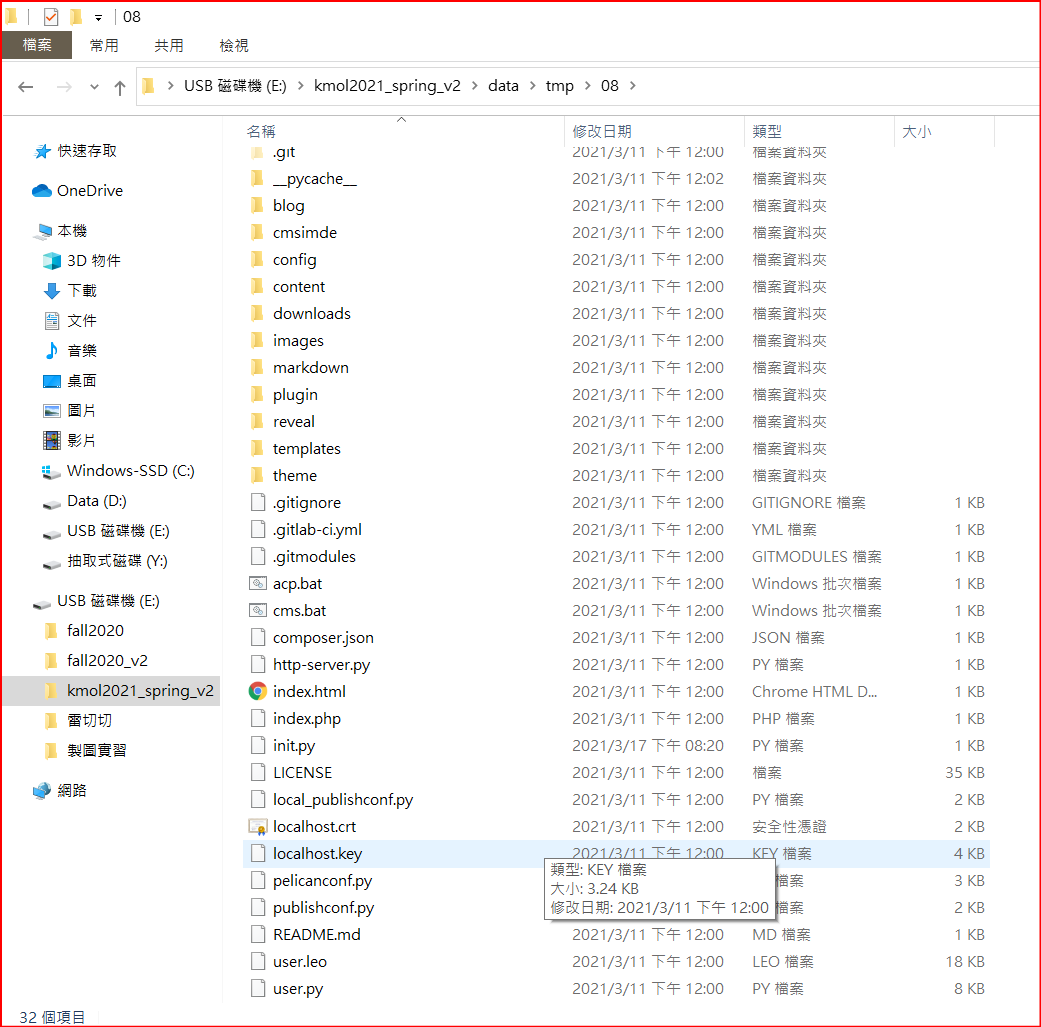 08
檔案 常用 共用 檢視
USB 磁碟機 (E:) kmol2021_spring_v2 data tmp 08
快速存取
OneDrive
本機
3D 物件
下載
文件
音樂
桌面
圖片
影片
Windows-SSD (C:)
Data (D:)
USB 磁碟機 (E:)
抽取式磁碟 (Y:)
USB 磁碟機 (E:)
fall2020
fall2020_v2
kmol2021_spring_v2
雷切切
製圖實習
網路
名稱 修改日期 類型 大小
.git 2021/3/11 下午 12:00 檔案資料夾
__pycache__ 2021/3/11 下午 12:02 檔案資料夾
blog 2021/3/11 下午 12:00 檔案資料夾
cmsimde 2021/3/11 下午 12:00 檔案資料夾
config 2021/3/11 下午 12:00 檔案資料夾
content 2021/3/11 下午 12:00 檔案資料夾
downloads 2021/3/11 下午 12:00 檔案資料夾
images 2021/3/11 下午 12:00 檔案資料夾
markdown 2021/3/11 下午 12:00 檔案資料夾
plugin 2021/3/11 下午 12:00 檔案資料夾
reveal 2021/3/11 下午 12:00 檔案資料夾
templates 2021/3/11 下午 12:00 檔案資料夾
theme 2021/3/11 下午 12:00 檔案資料夾
.gitignore 2021/3/11 下午 12:00 GITIGNORE 檔案 1 KB
.gitlab-ci.yml 2021/3/11 下午 12:00 YML 檔案 1 KB
.gitmodules 2021/3/11 下午 12:00 GITMODULES 檔案 1 KB
acp.bat 2021/3/11 下午 12:00 Windows 批次檔案 1 KB
cms.bat 2021/3/11 下午 12:00 Windows 批次檔案 1 KB
composer.json 2021/3/11 下午 12:00 JSON 檔案 1 KB
http-server.py 2021/3/11 下午 12:00 PY 檔案 1 KB
index.html 2021/3/11 下午 12:00 Chrome HTML D... 1 KB
index.php 2021/3/11 下午 12:00 PHP 檔案 1 KB
init.py 2021/3/17 下午 08:20 PY 檔案 1 KB
LICENSE 2021/3/11 下午 12:00 檔案 35 KB
local_publishconf.py 2021/3/11 下午 12:00 PY 檔案 2 KB
localhost.crt 2021/3/11 下午 12:00 安全性憑證 2 KB
localhost.key 2021/3/11 下午 12:00 KEY 檔案 4 KB
類型: KEY 檔案
大小: 3.24 KB
修改日期: 2021/3/11 下午 12:00
pelicanconf.py 檔案 3 KB
publishconf.py 檔案 2 KB
README.md 2021/3/11 下午 12:00 MD 檔案 1 KB
user.leo 2021/3/11 下午 12:00 LEO 檔案 18 KB
user.py 2021/3/11 下午 12:00 PY 檔案 8 KB
32 個項目